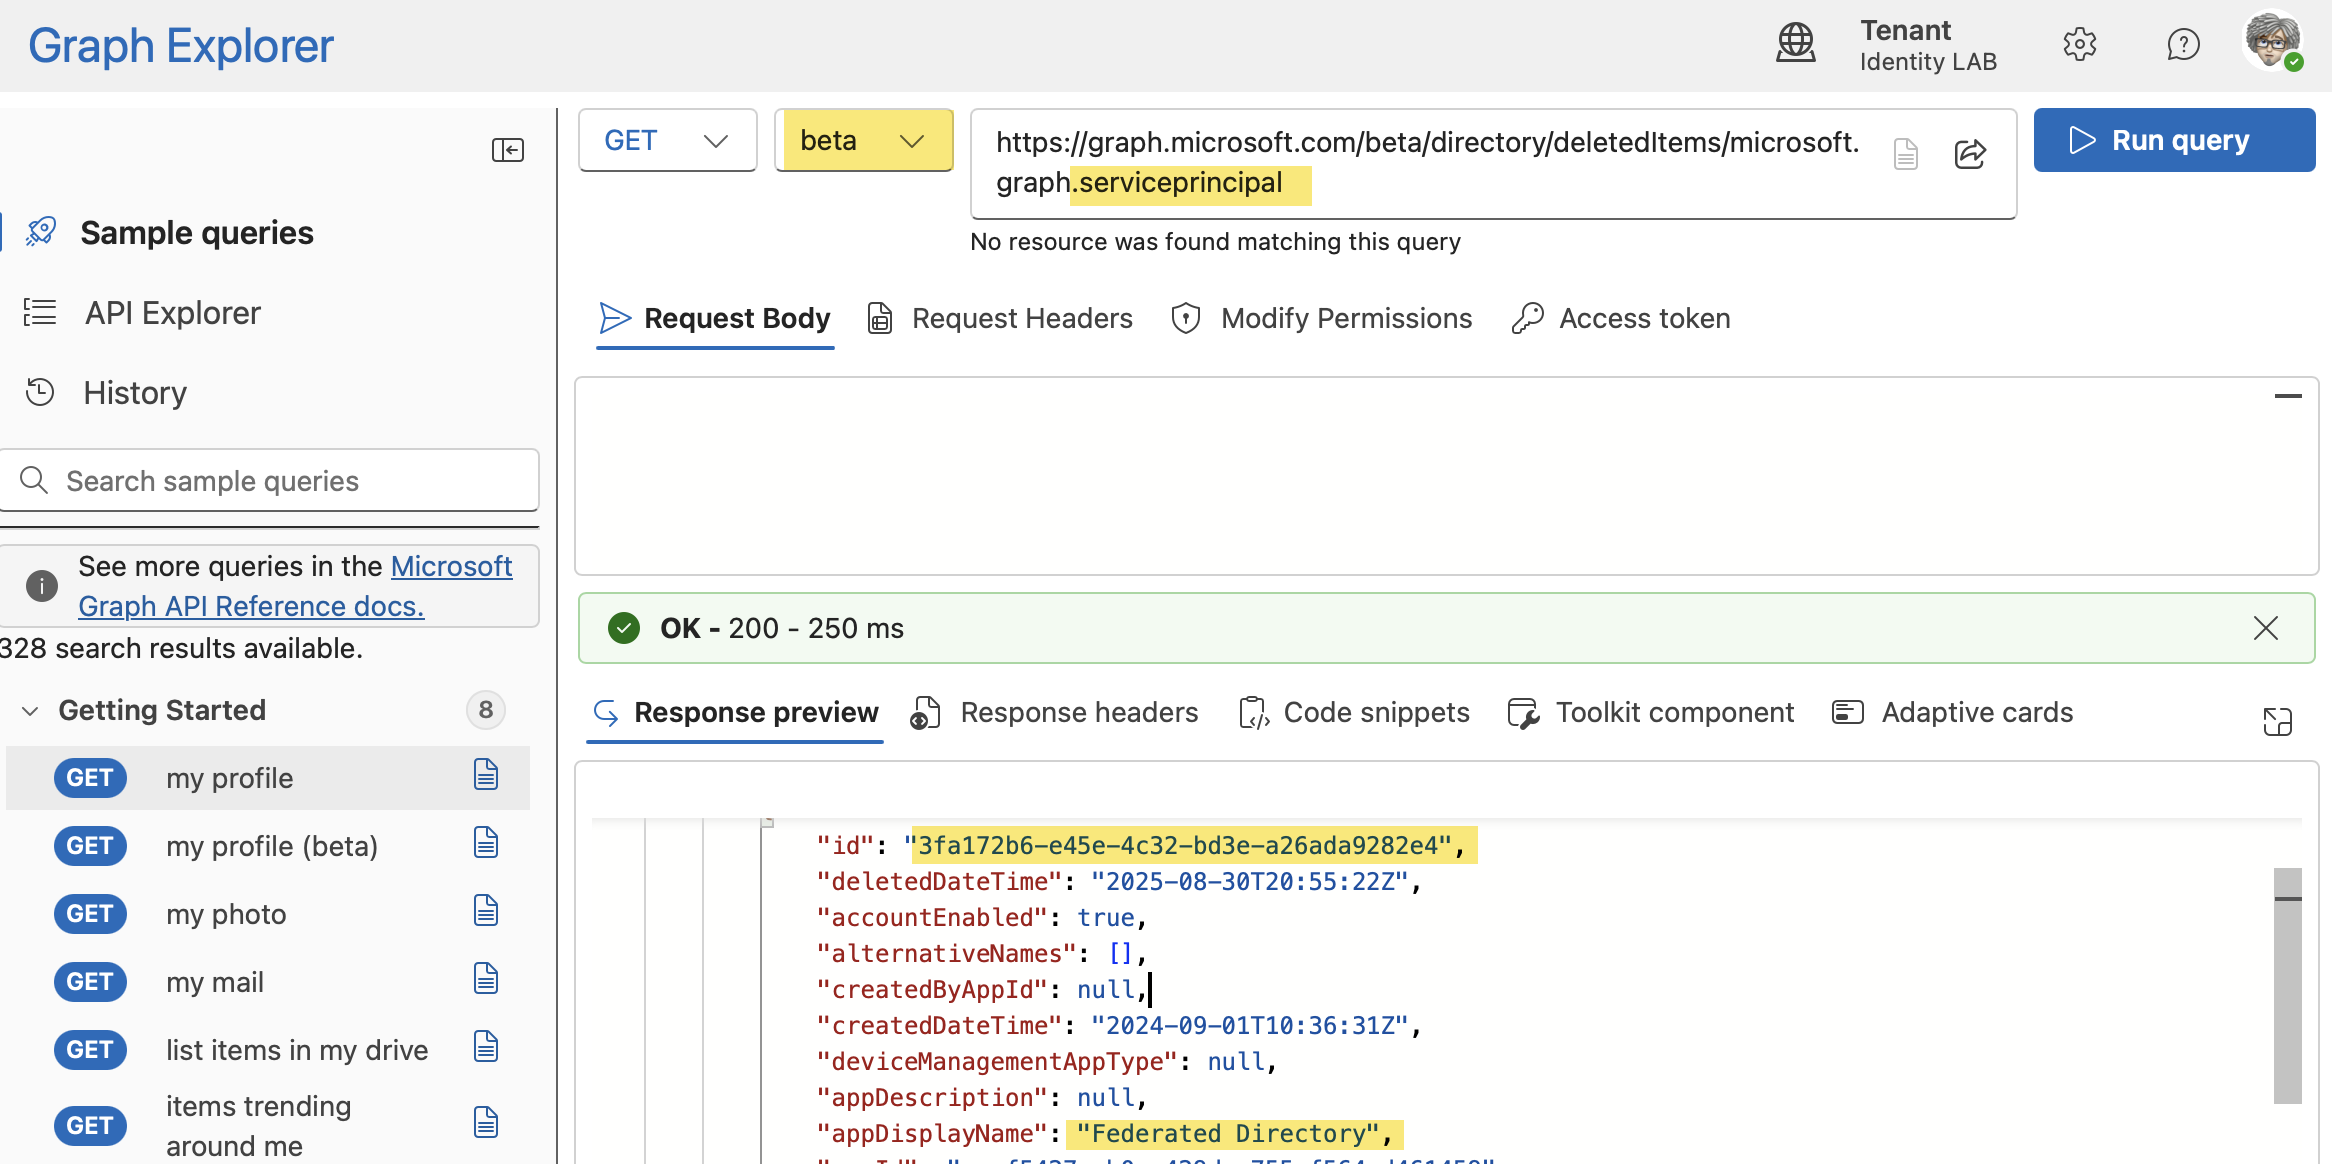 Graph Explorer
Tenant
Identity LAB
Sample queries
API Explorer
History
Search sample queries
See more queries in the Microsoft
Graph API Reference docs.
328 search results available.
Getting Started 8
GET my profile
GET my profile (beta)
GET my photo
GET my mail
GET list items in my drive
GET items trending
around me
GET beta https://graph.microsoft.com/beta/directory/deletedItems/microsoft.
graph.serviceprincipal
Run query
No resource was found matching this query
Request Body Request Headers Modify Permissions Access token
OK - 200 - 250 ms
Response preview Response headers Code snippets Toolkit component Adaptive cards
"id": "3fa172b6-e45e-4c32-bd3e-a26ada9282e4",
"deletedDateTime": "2025-08-30T20:55:22Z",
"accountEnabled": true,
"alternativeNames": [],
"createdByAppId": null,
"createdDateTime": "2024-09-01T10:36:31Z",
"deviceManagementAppType": null,
"appDescription": null,
"appDisplayName": "Federated Directory",